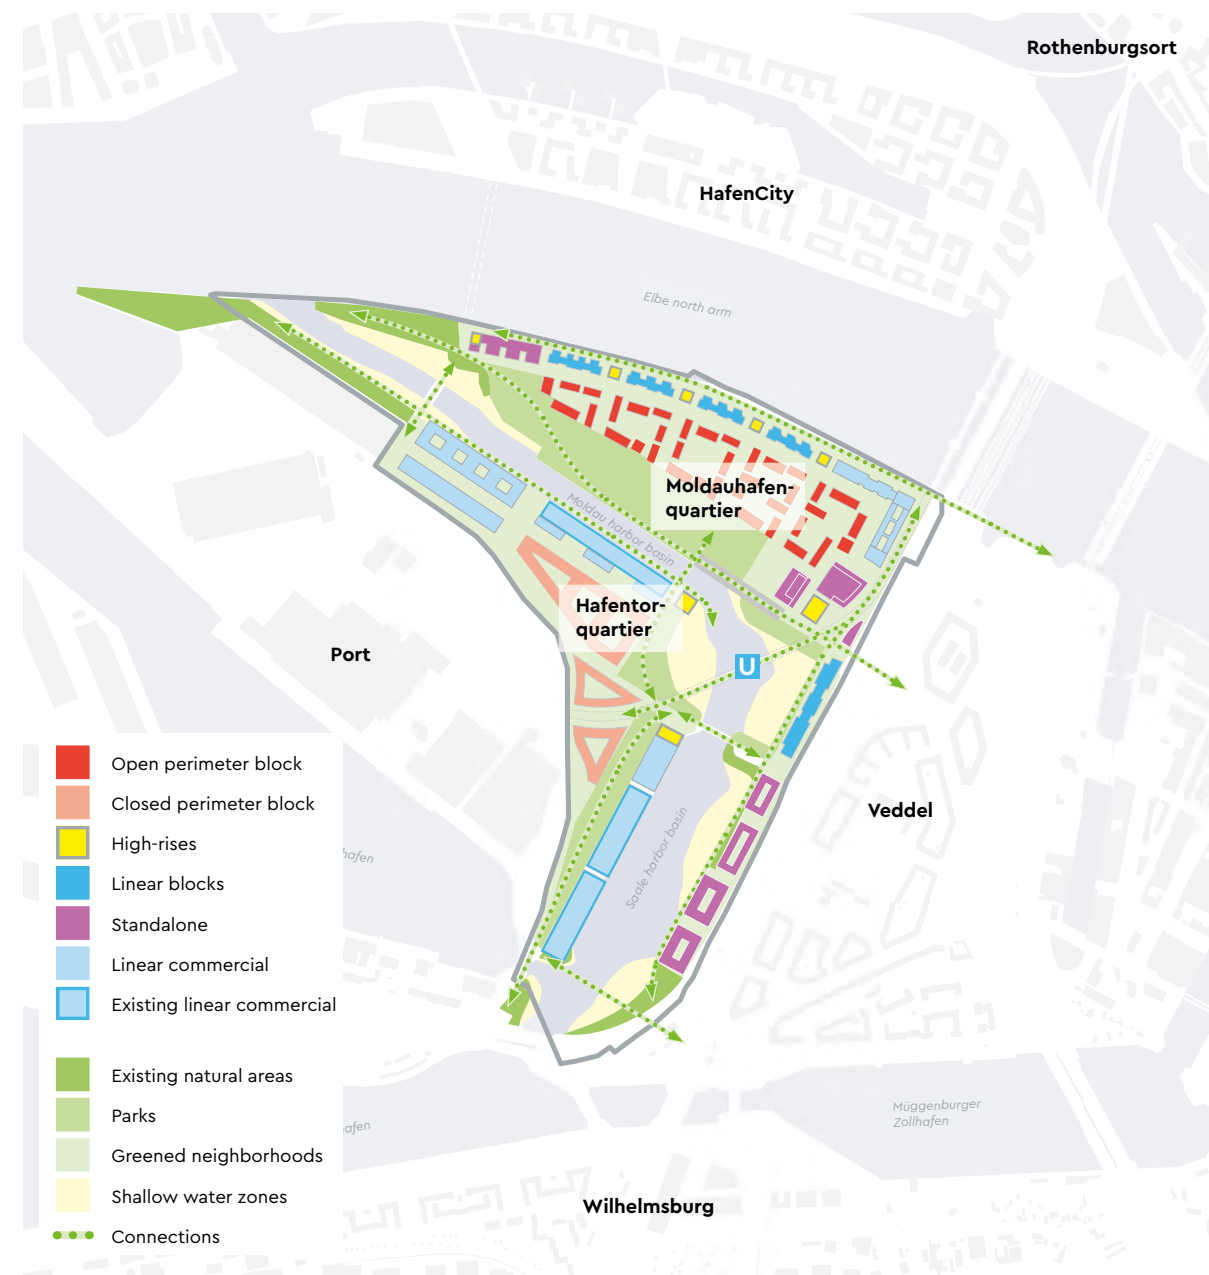 Rothenburgsort
HafenCity
Elbe north arm
Moldauhafen-
quartier
Moldau harbor basin
Hafentor-
quartier
Port
U
Veddel
Saale harbor basin
hafen
hafen
Müggenburger
Zollhafen
Wilhelmsburg
Open perimeter block
Closed perimeter block
High-rises
Linear blocks
Standalone
Linear commercial
Existing linear commercial
Existing natural areas
Parks
Greened neighborhoods
Shallow water zones
Connections